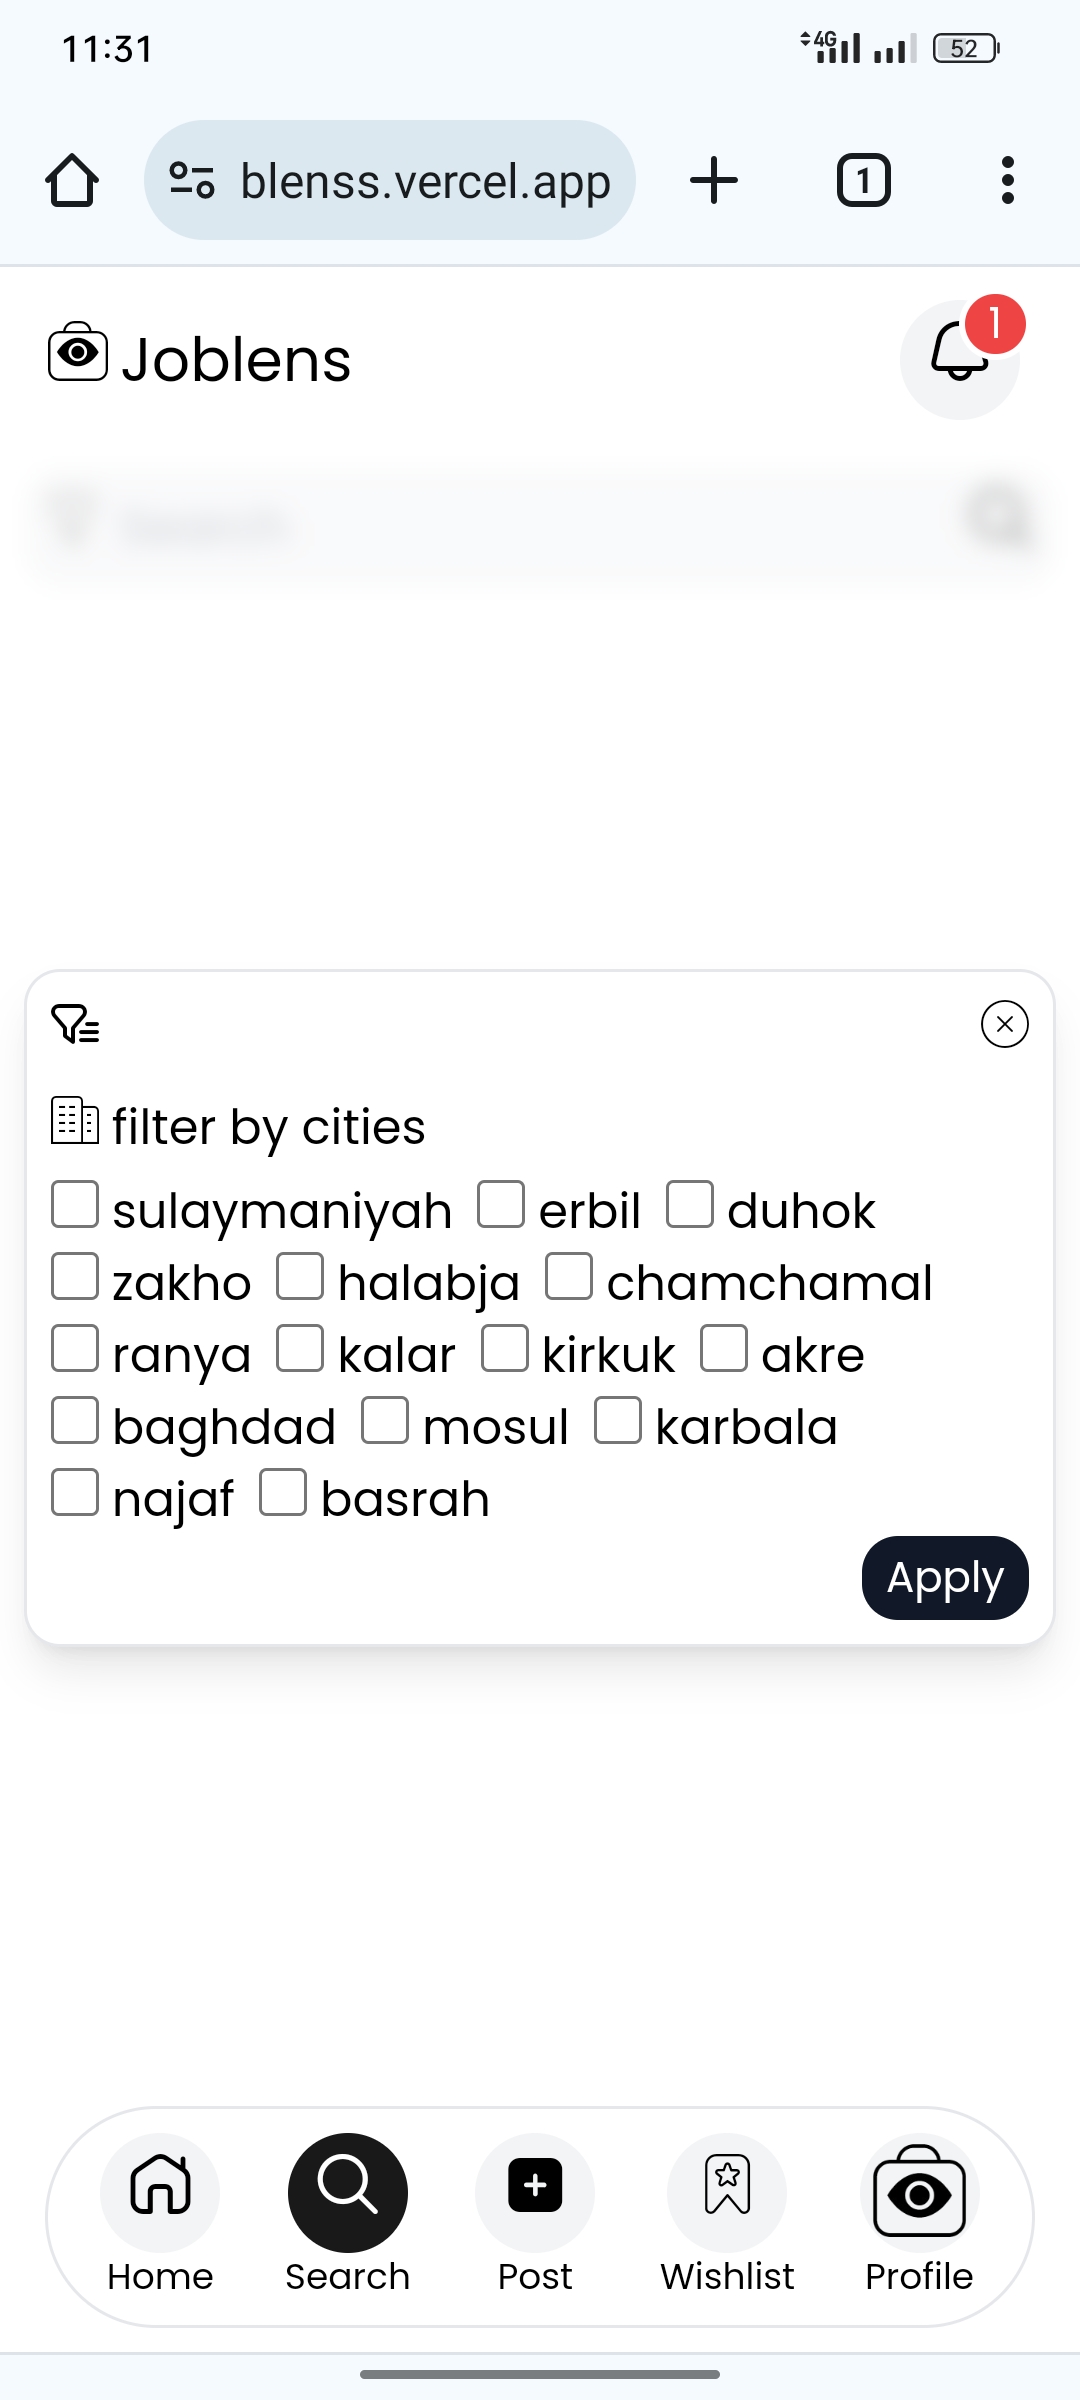 11:31 4G 52
blenss.vercel.app 1
Joblens 1
Search
filter by cities
sulaymaniyah erbil duhok
zakho halabja chamchamal
ranya kalar kirkuk akre
baghdad mosul karbala
najaf basrah
Apply
Home Search Post Wishlist Profile